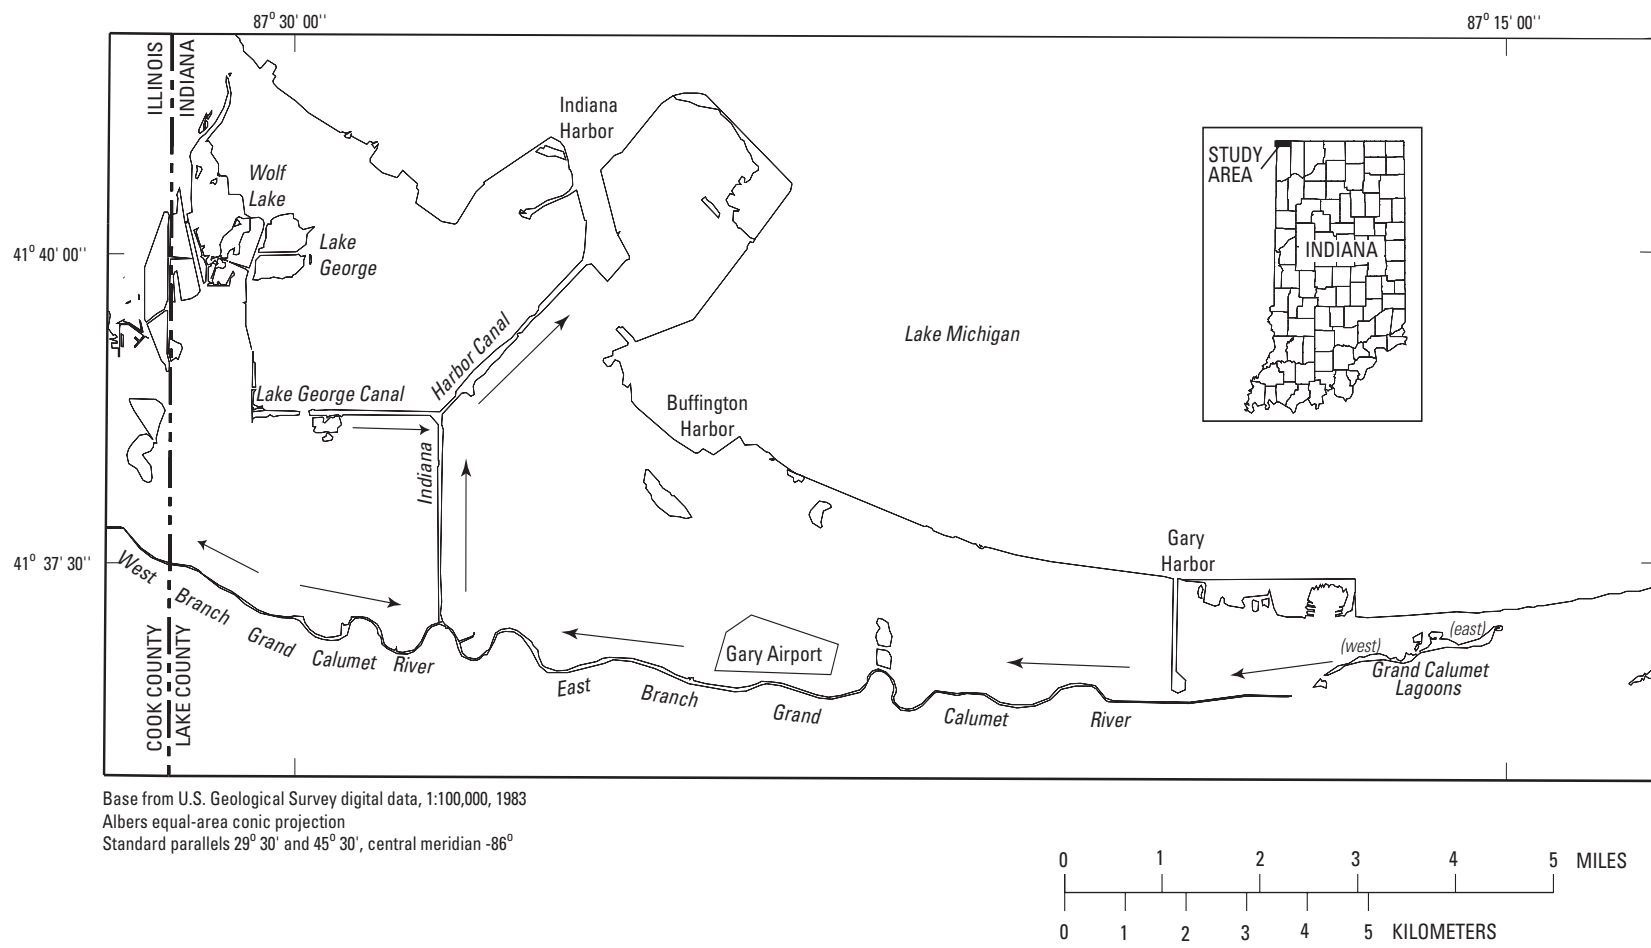 87° 30' 00''
87° 15' 00''
ILLINOIS
INDIANA
Indiana
Harbor
STUDY
AREA
Wolf
Lake
INDIANA
Lake
George
41° 40' 00''
Lake Michigan
Harbor Canal
Lake George Canal
Buffington
Harbor
Indiana
Gary
Harbor
41° 37' 30''
West
Branch
Grand
Calumet
River
Gary Airport
(west)
(east)
Grand Calumet
Lagoons
East
Branch
Grand
Calumet
River
COOK COUNTY
LAKE COUNTY
Base from U.S. Geological Survey digital data, 1:100,000, 1983
Albers equal-area conic projection
Standard parallels 29° 30' and 45° 30', central meridian -86°
0 1 2 3 4 5 MILES
0 1 2 3 4 5 KILOMETERS